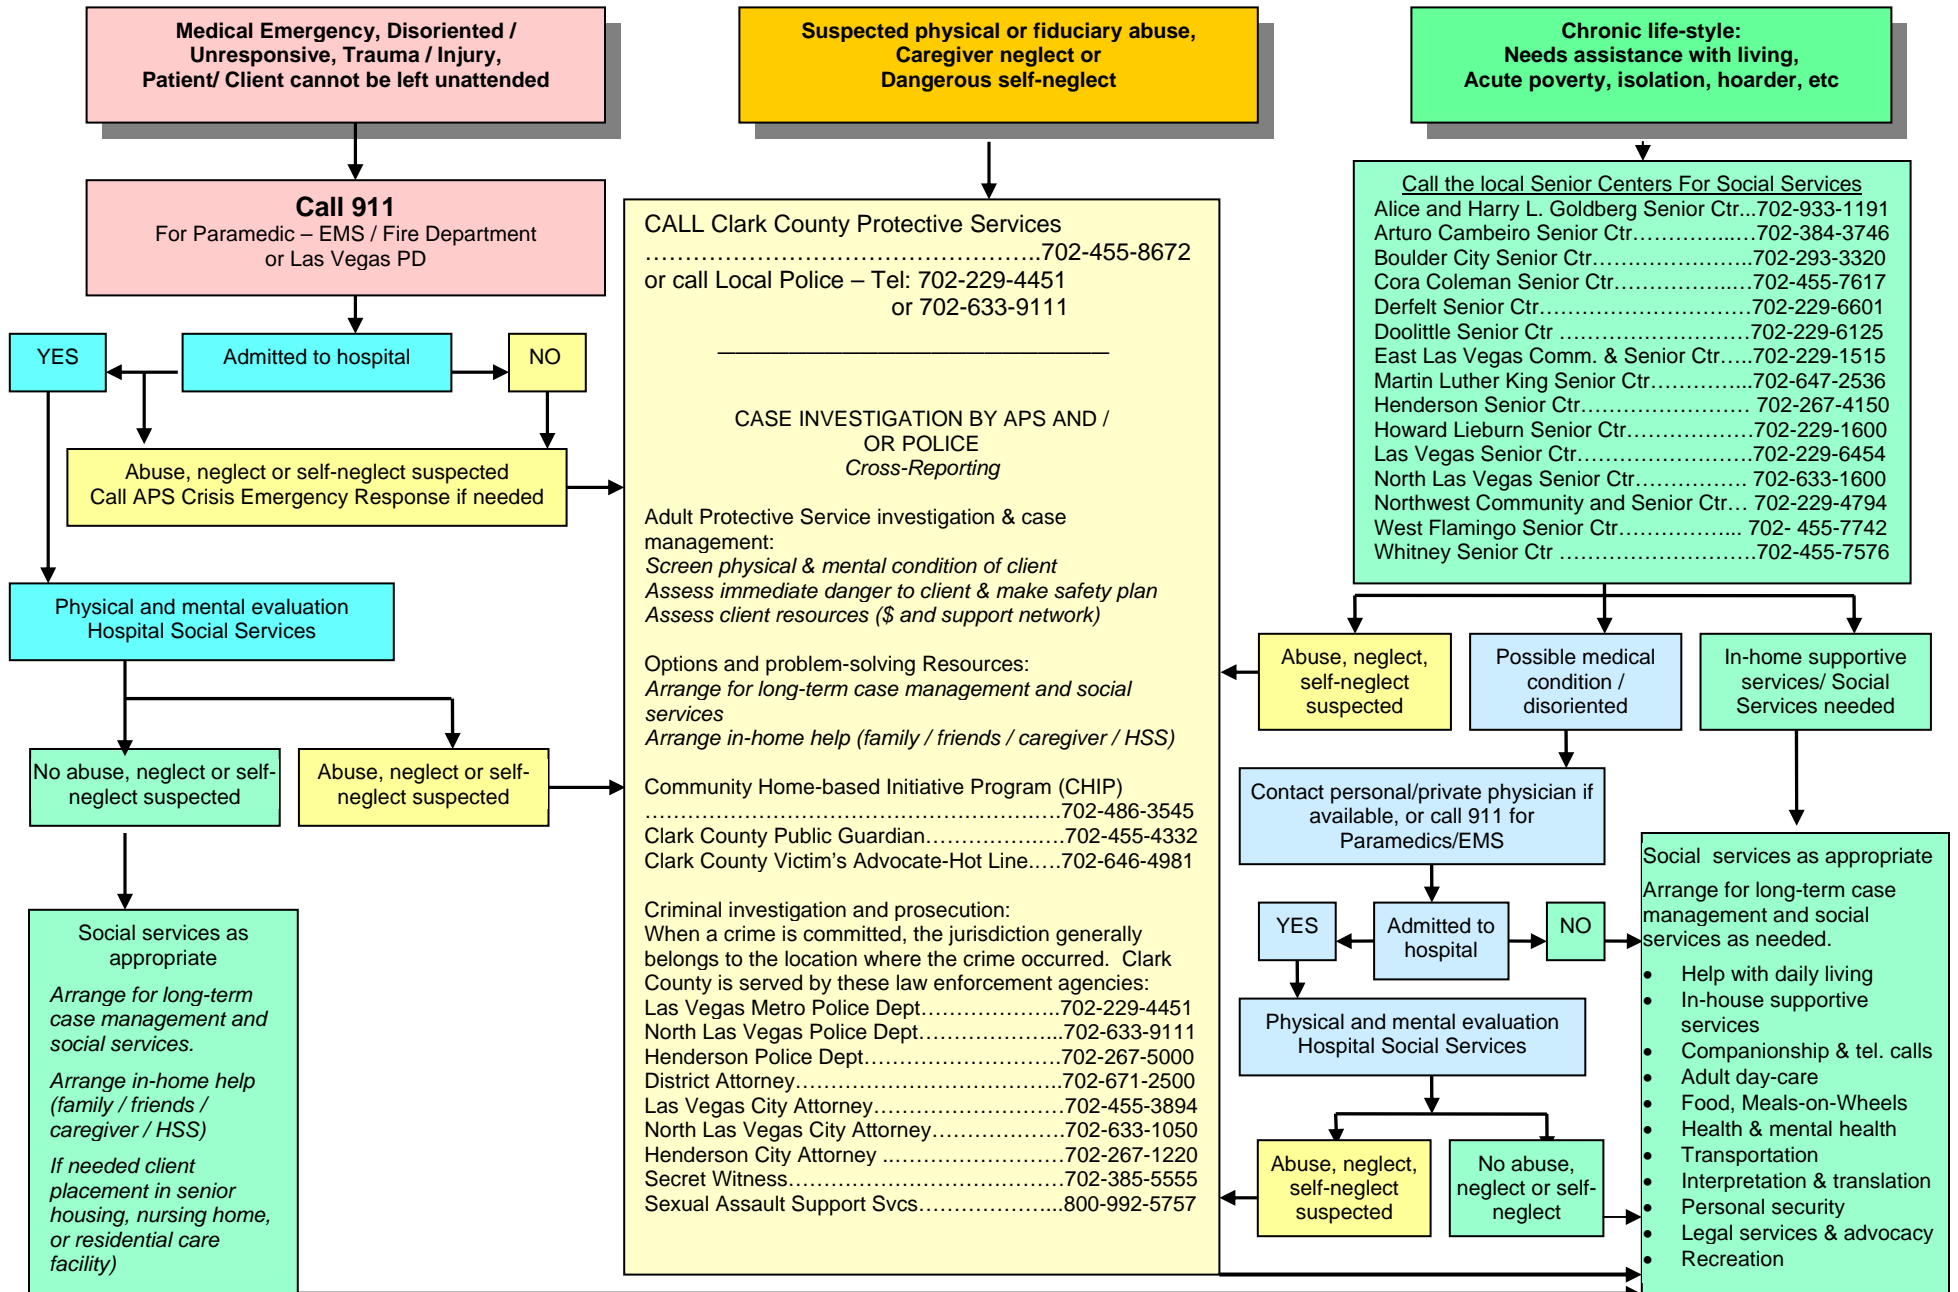 Medical Emergency, Disoriented /
Unresponsive, Trauma / Injury,
Patient/ Client cannot be left unattended
Suspected physical or fiduciary abuse,
Caregiver neglect or
Dangerous self-neglect
Chronic life-style:
Needs assistance with living,
Acute poverty, isolation, hoarder, etc
Call 911
For Paramedic – EMS / Fire Department
or Las Vegas PD
YES
Admitted to hospital
NO
Abuse, neglect or self-neglect suspected
Call APS Crisis Emergency Response if needed
Physical and mental evaluation
Hospital Social Services
No abuse, neglect or self-
neglect suspected
Abuse, neglect or self-
neglect suspected
Social services as
appropriate
Arrange for long-term
case management and
social services.
Arrange in-home help
(family / friends /
caregiver / HSS)
If needed client
placement in senior
housing, nursing home,
or residential care
facility)
CALL Clark County Protective Services
…………………………………………..702-455-8672
or call Local Police – Tel: 702-229-4451
or 702-633-9111
CASE INVESTIGATION BY APS AND /
OR POLICE
Cross-Reporting
Adult Protective Service investigation & case
management:
Screen physical & mental condition of client
Assess immediate danger to client & make safety plan
Assess client resources ($ and support network)
Options and problem-solving Resources:
Arrange for long-term case management and social
services
Arrange in-home help (family / friends / caregiver / HSS)
Community Home-based Initiative Program (CHIP)
………………………………………………….….702-486-3545
Clark County Public Guardian……………..….702-455-4332
Clark County Victim’s Advocate-Hot Line.….702-646-4981
Criminal investigation and prosecution:
When a crime is committed, the jurisdiction generally
belongs to the location where the crime occurred.  Clark
County is served by these law enforcement agencies:
Las Vegas Metro Police Dept………………..702-229-4451
North Las Vegas Police Dept………………...702-633-9111
Henderson Police Dept……………………….702-267-5000
District Attorney………………………………..702-671-2500
Las Vegas City Attorney………………………702-455-3894
North Las Vegas City Attorney……………….702-633-1050
Henderson City Attorney ..……………………702-267-1220
Secret Witness…………………………………702-385-5555
Sexual Assault Support Svcs………………...800-992-5757
Call the local Senior Centers For Social Services
Alice and Harry L. Goldberg Senior Ctr...702-933-1191
Arturo Cambeiro Senior Ctr…………...…702-384-3746
Boulder City Senior Ctr………………….702-293-3320
Cora Coleman Senior Ctr……………..…702-455-7617
Derfelt Senior Ctr…………………………702-229-6601
Doolittle Senior Ctr ………………………702-229-6125
East Las Vegas Comm. & Senior Ctr…..702-229-1515
Martin Luther King Senior Ctr…………...702-647-2536
Henderson Senior Ctr…………………… 702-267-4150
Howard Lieburn Senior Ctr………………702-229-1600
Las Vegas Senior Ctr……………………..702-229-6454
North Las Vegas Senior Ctr……………… 702-633-1600
Northwest Community and Senior Ctr… 702-229-4794
West Flamingo Senior Ctr……………... 702- 455-7742
Whitney Senior Ctr …………………….702-455-7576
Abuse, neglect,
self-neglect
suspected
Possible medical
condition /
disoriented
In-home supportive
services/ Social
Services needed
Contact personal/private physician if
available, or call 911 for
Paramedics/EMS
YES
Admitted to
hospital
NO
Physical and mental evaluation
Hospital Social Services
Abuse, neglect,
self-neglect
suspected
No abuse,
neglect or self-
neglect
Social  services as appropriate
Arrange for long-term case
management and social
services as needed.
• Help with daily living
• In-house supportive
services
• Companionship & tel. calls
• Adult day-care
• Food, Meals-on-Wheels
• Health & mental health
• Transportation
• Interpretation & translation
• Personal security
• Legal services & advocacy
• Recreation